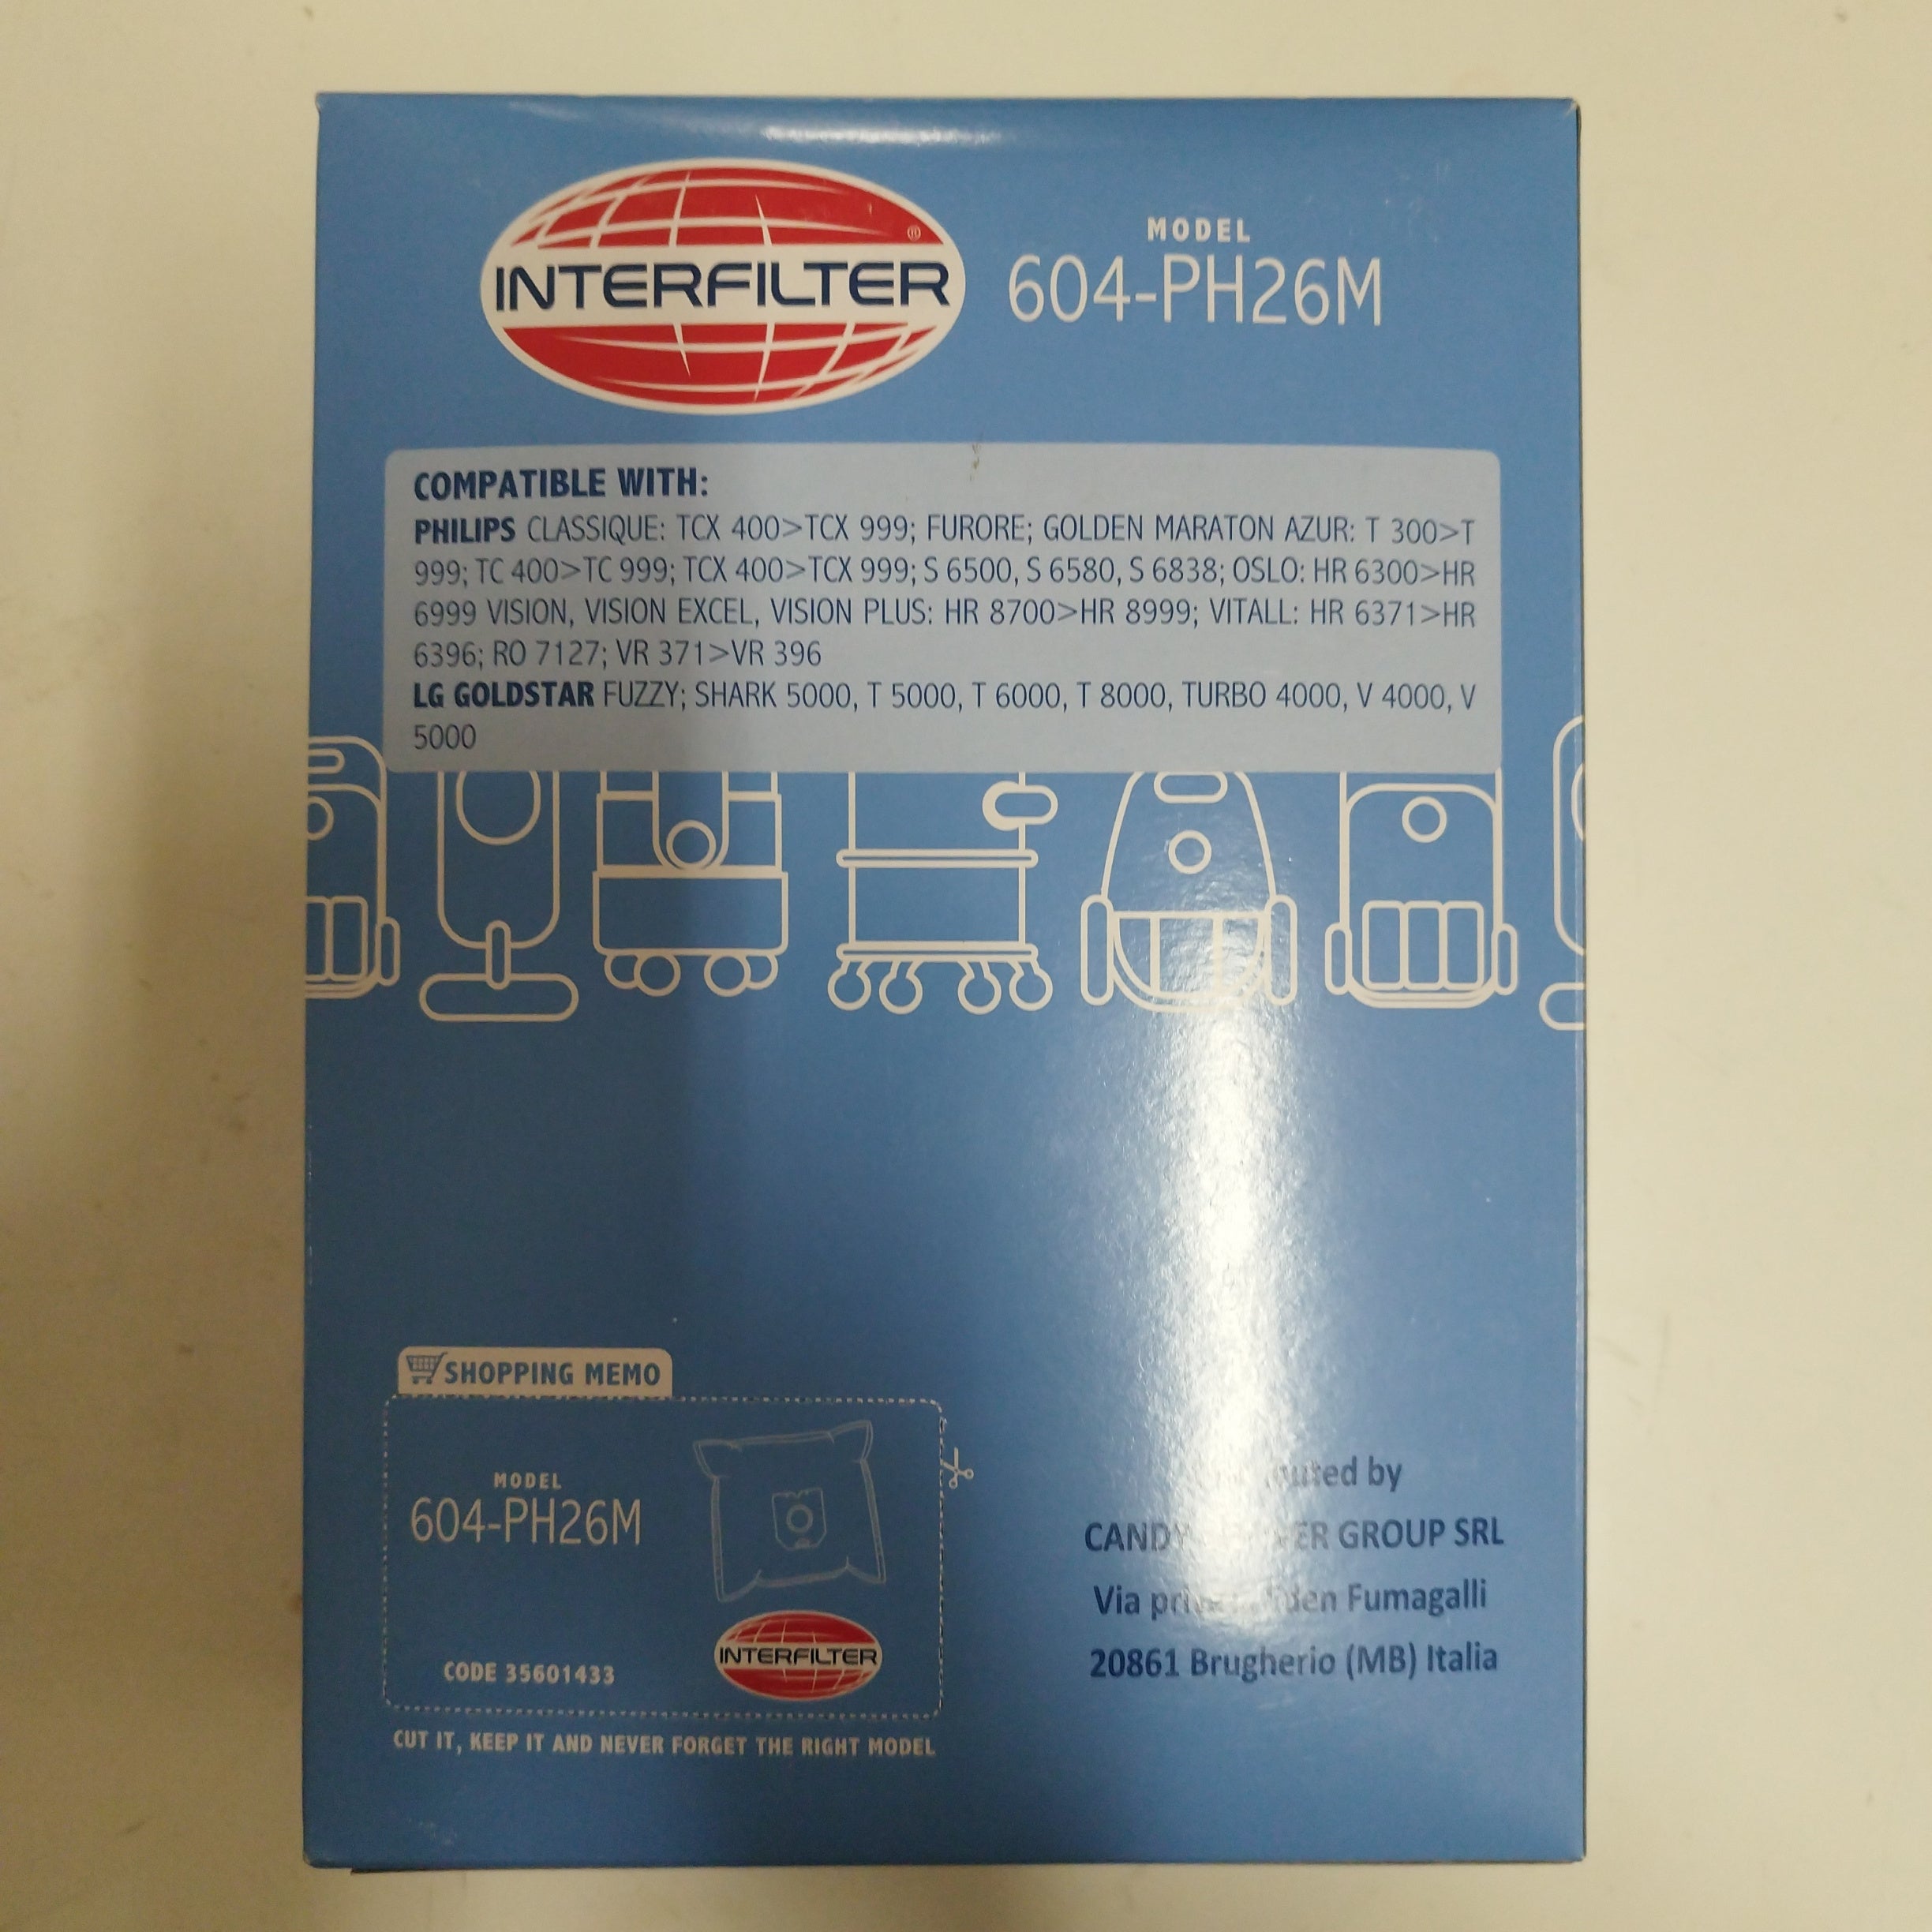 INTERFILTER ®
MODEL
604-PH26M
COMPATIBLE WITH:
PHILIPS CLASSIQUE: TCX 400>TCX 999; FURORE; GOLDEN MARATON AZUR: T 300>T
999; TC 400>TC 999; TCX 400>TCX 999; S 6500, S 6580, S 6838; OSLO: HR 6300>HR
6999 VISION, VISION EXCEL, VISION PLUS: HR 8700>HR 8999; VITALL: HR 6371>HR
6396; RO 7127; VR 371>VR 396
LG GOLDSTAR FUZZY; SHARK 5000, T 5000, T 6000, T 8000, TURBO 4000, V 4000, V
5000
SHOPPING MEMO
MODEL
604-PH26M
CODE 35601433
INTERFILTER
CUT IT, KEEP IT AND NEVER FORGET THE RIGHT MODEL
by
CANDY GROUP SRL
Via Fumagalli
20861 Brugherio (MB) Italia